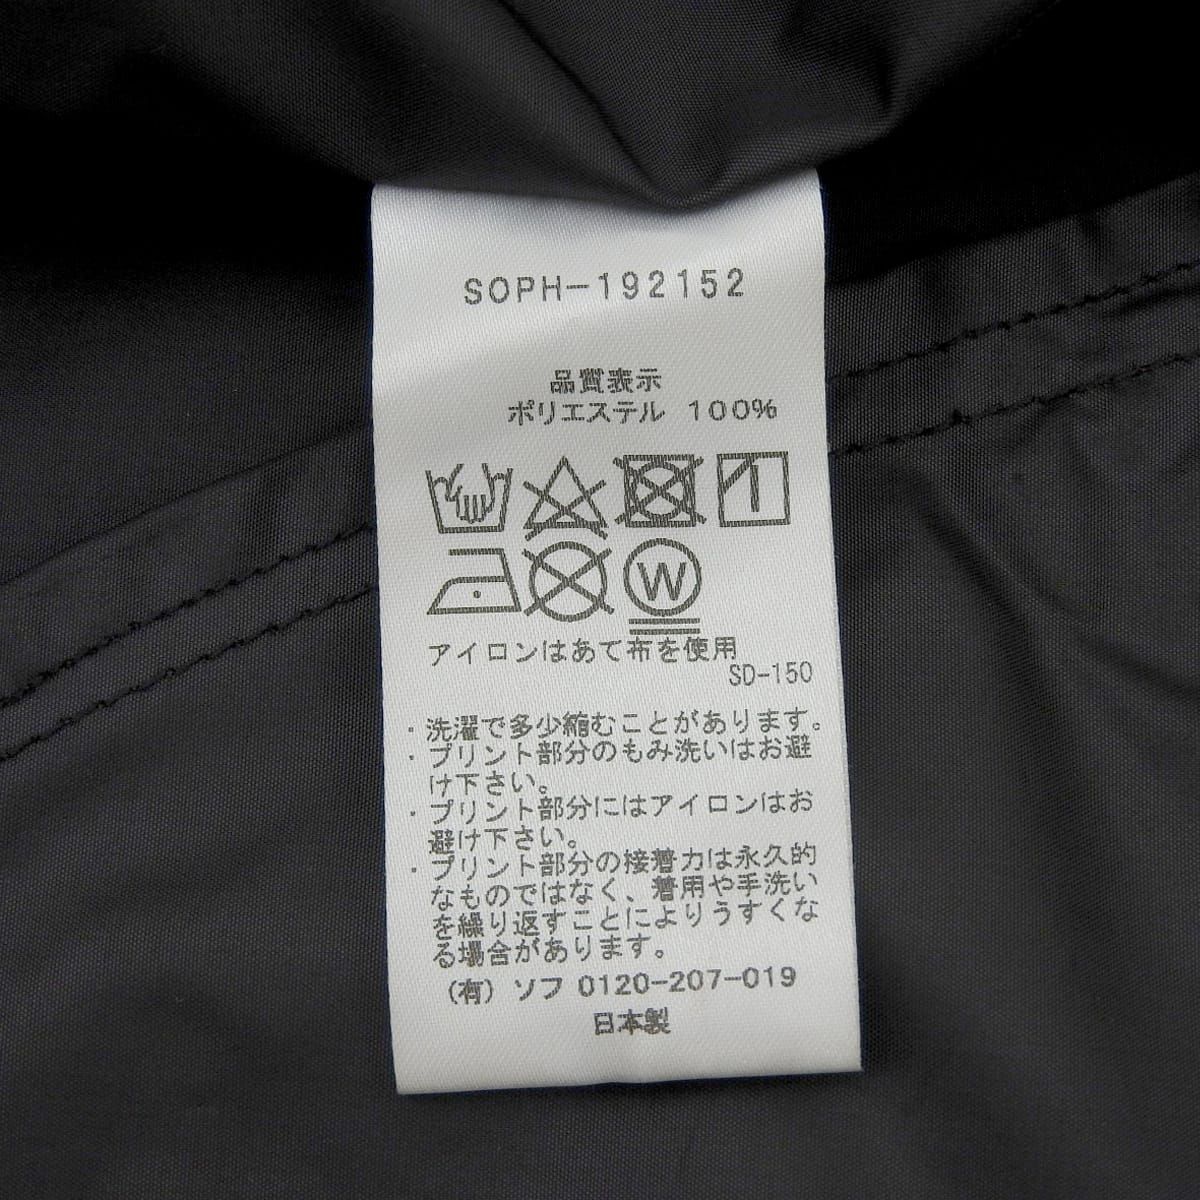 SOPH-192152
品質表示
ポリエステル 100%
W
アイロンはあて布を使用
SD-150
・洗濯で多少縮むことがあります。
・プリント部分のもみ洗いはお避
け下さい。
・プリント部分にはアイロンはお
避け下さい。
・プリント部分の接着力は永久的
なものではなく、着用や手洗い
を繰り返すことによりうすくな
る場合があります。
(有) ソフ 0120-207-019
日本製